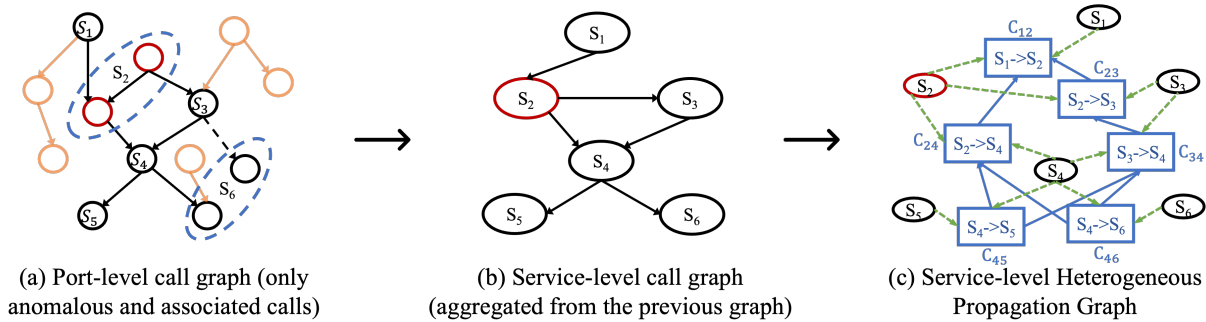 S1
S2
S3
S4
S6
S5
(a) Port-level call graph (only
anomalous and associated calls)
S1
S2
S3
S4
S5
S6
(b) Service-level call graph
(aggregated from the previous graph)
C12
S1
S1->S2
C23
S2
S3
S2->S3
C24
S2->S4
S3->S4
C34
S4
S5
S6
S4->S5
S4->S6
C45
C46
(c) Service-level Heterogeneous
Propagation Graph